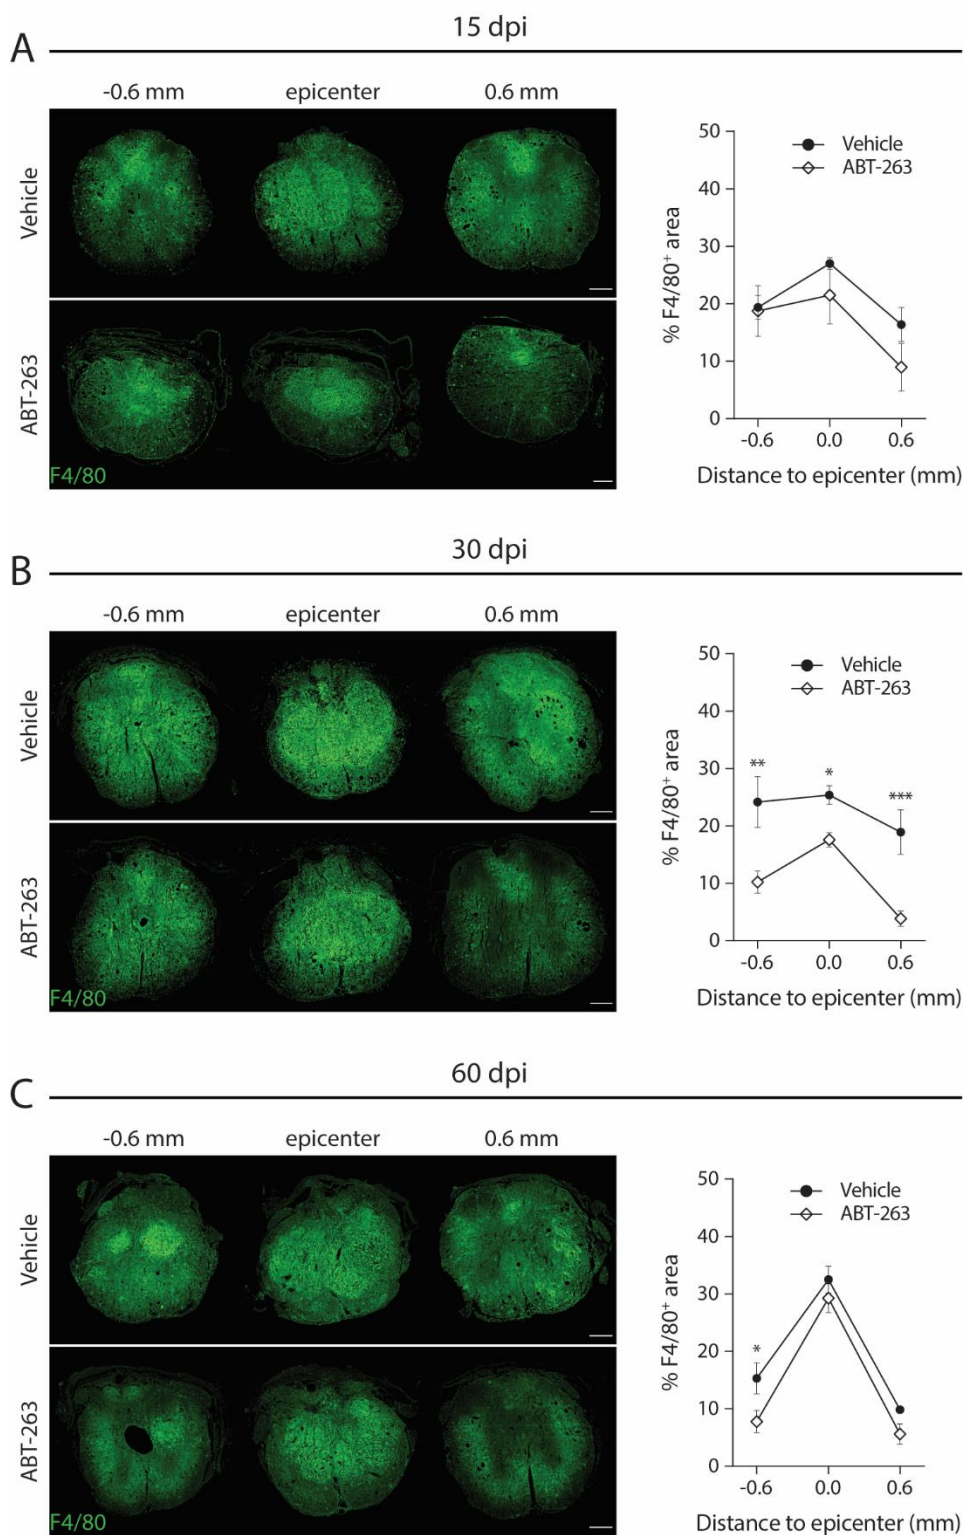 A
15 dpi
-0.6 mm epicenter 0.6 mm
Vehicle
ABT-263
F4/80
% F4/80⁺ area
50
40
30
20
10
0
-0.6 0.0 0.6
Distance to epicenter (mm)
Vehicle
ABT-263
B
30 dpi
-0.6 mm epicenter 0.6 mm
Vehicle
ABT-263
F4/80
% F4/80⁺ area
50
40
30
20
10
0
** * ***
-0.6 0.0 0.6
Distance to epicenter (mm)
Vehicle
ABT-263
C
60 dpi
-0.6 mm epicenter 0.6 mm
Vehicle
ABT-263
F4/80
% F4/80⁺ area
50
40
30
20
10
0
*
-0.6 0.0 0.6
Distance to epicenter (mm)
Vehicle
ABT-263